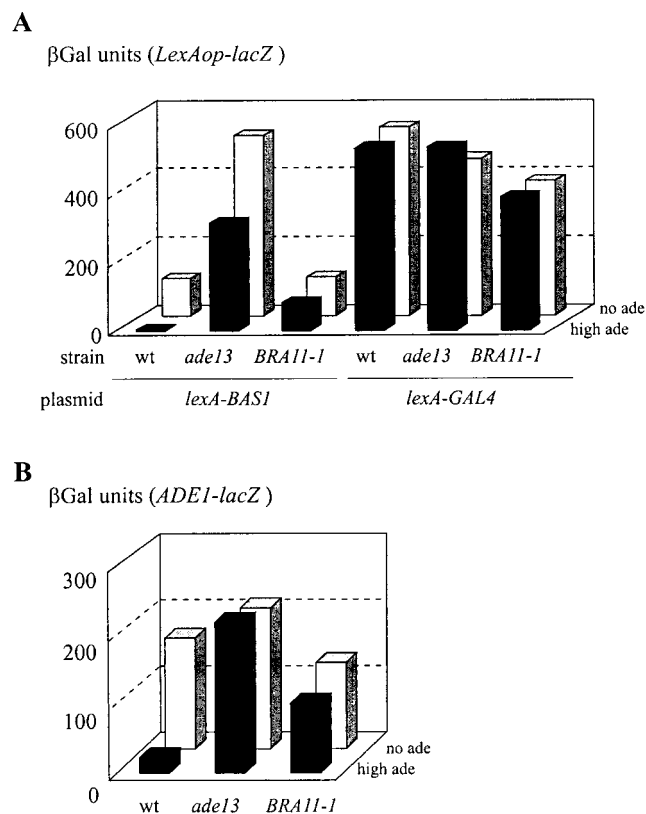 A
βGal units (LexAop-lacZ )
600
400
200
0
no ade
high ade
strain wt ade13 BRA11-1 wt ade13 BRA11-1
plasmid lexA-BAS1 lexA-GAL4
B
βGal units (ADE1-lacZ )
300
200
100
0
no ade
high ade
wt ade13 BRA11-1